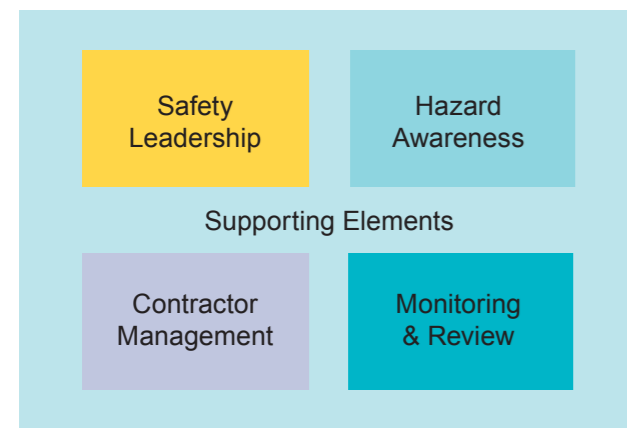 Safety
Leadership
Hazard
Awareness
Supporting Elements
Contractor
Management
Monitoring
& Review